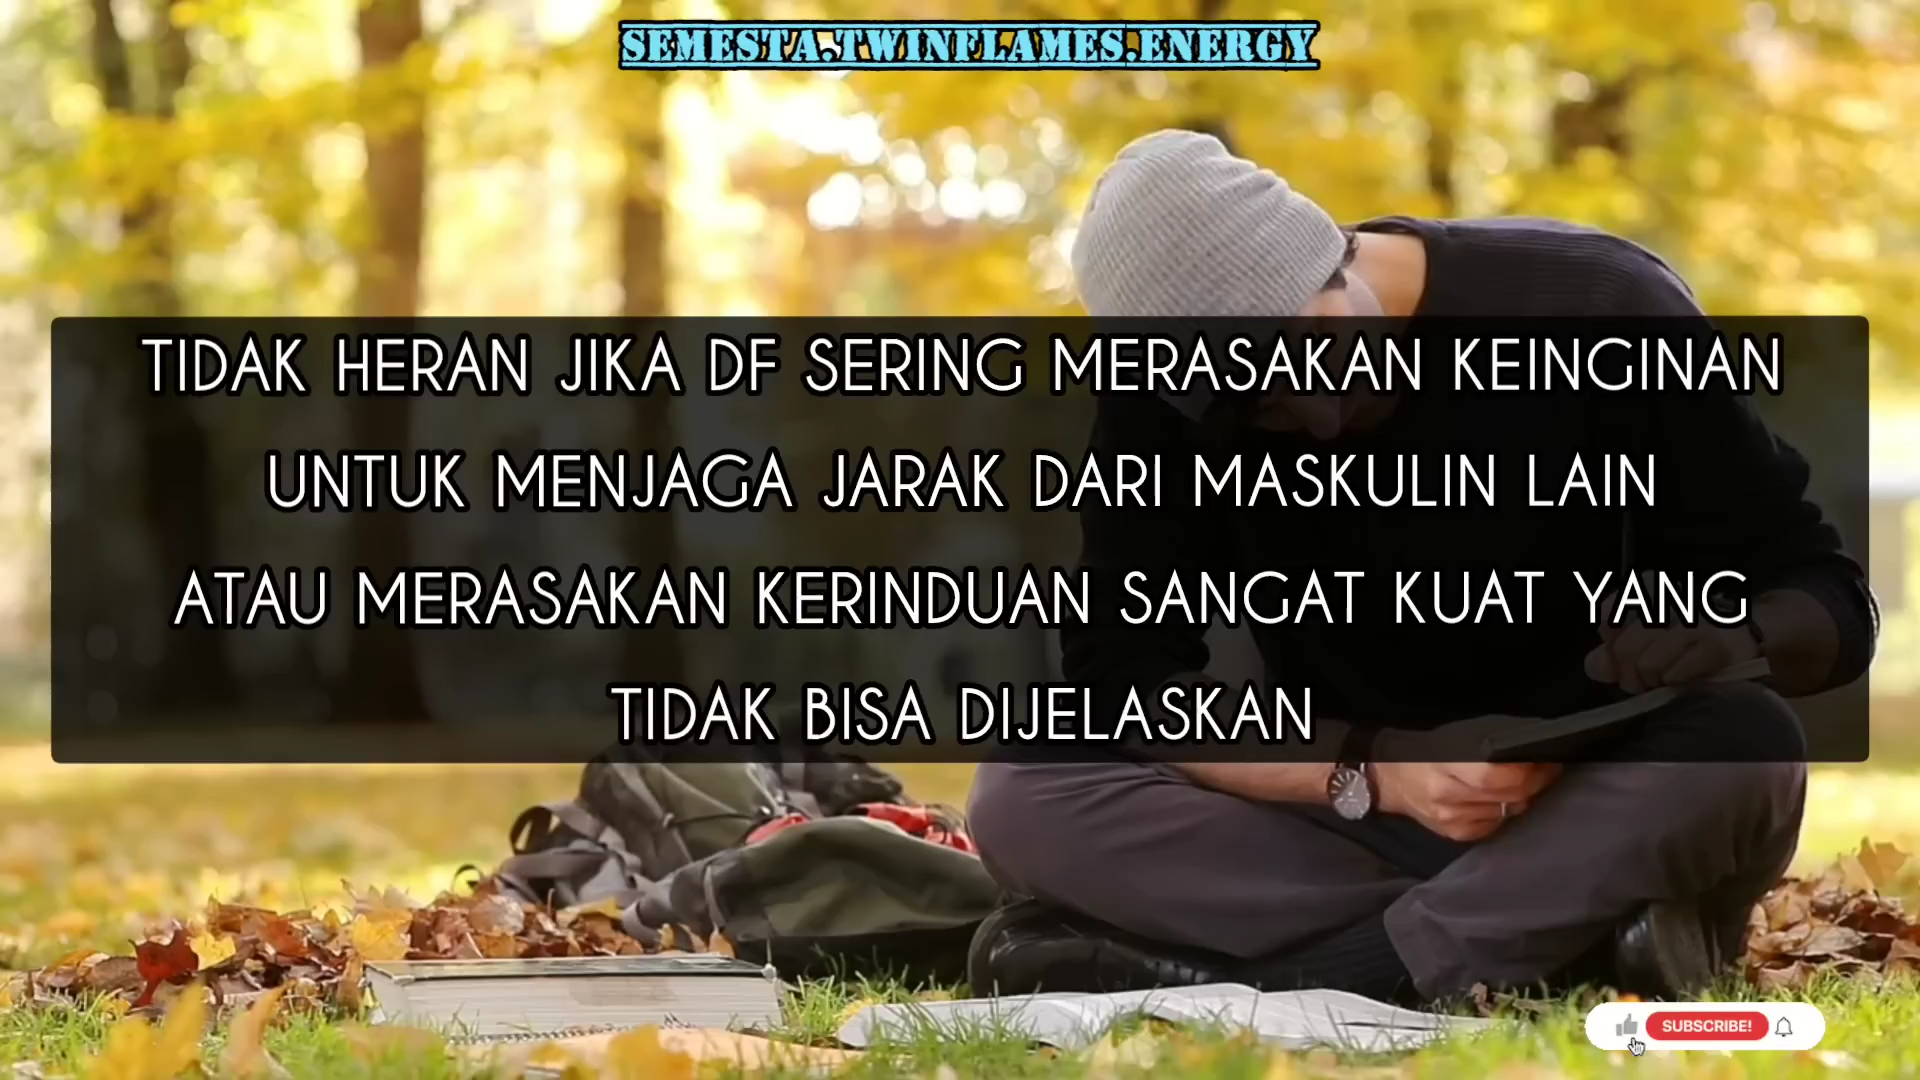 SEMESTA.TWINFLAMES.ENERGY
TIDAK HERAN JIKA DF SERING MERASAKAN KEINGINAN
UNTUK MENJAGA JARAK DARI MASKULIN LAIN
ATAU MERASAKAN KERINDUAN SANGAT KUAT YANG
TIDAK BISA DIJELASKAN
SUBSCRIBE!